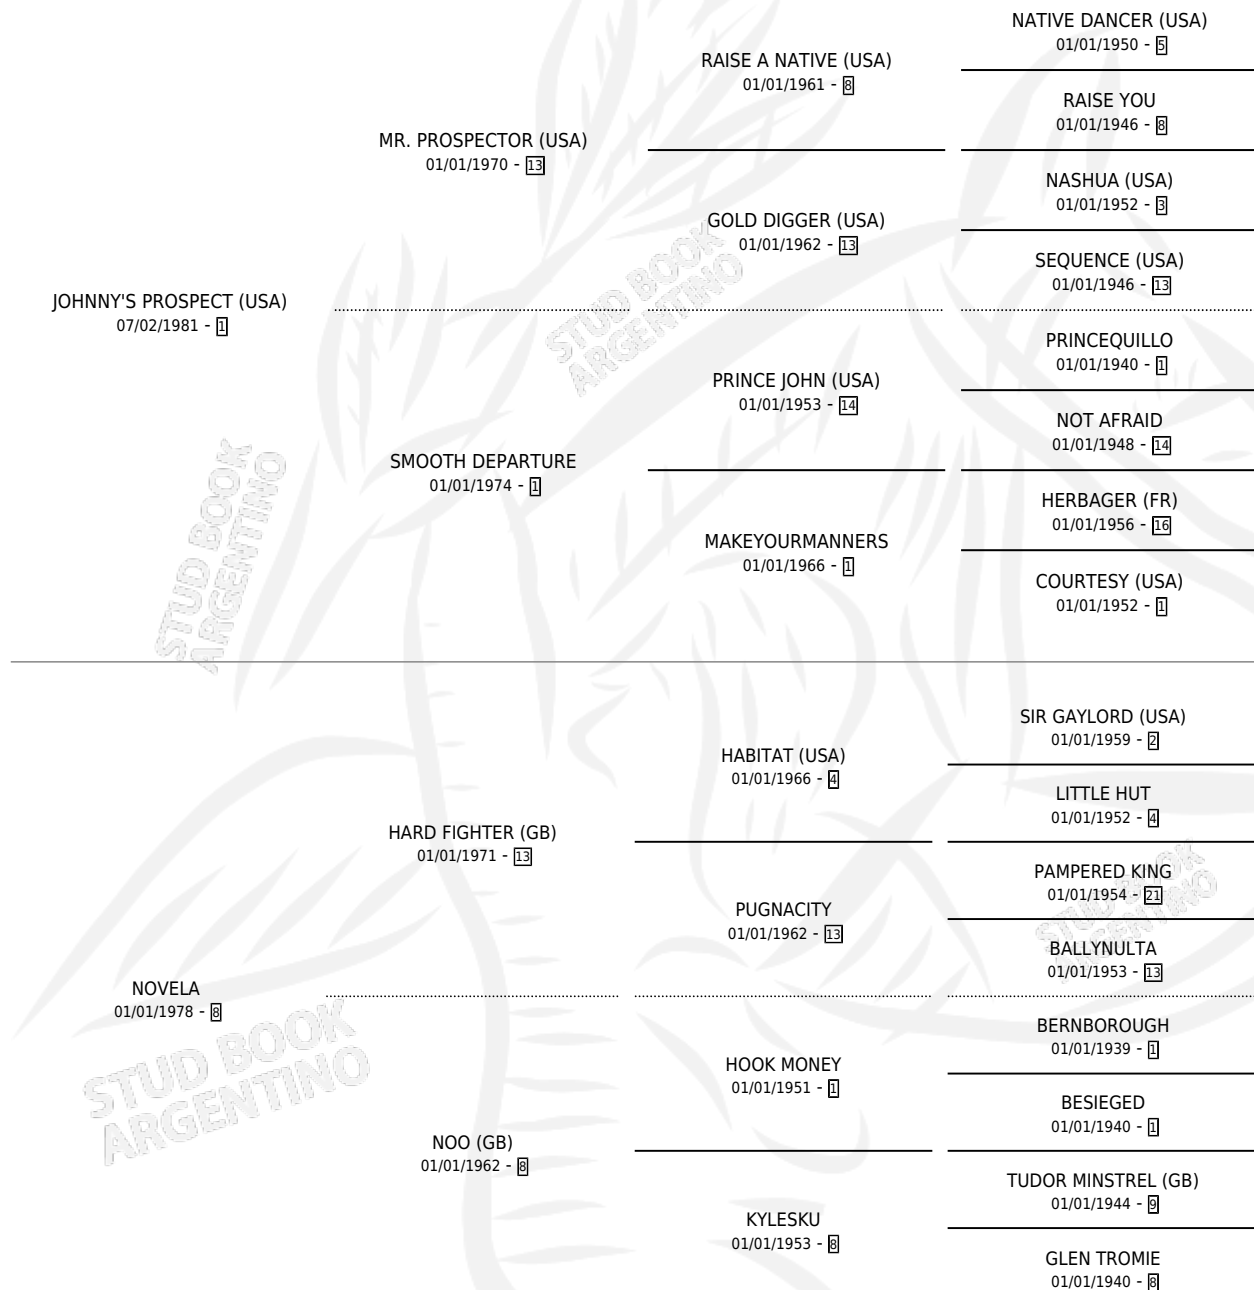 NATIVE DANCER (USA)
01/01/1950 - 5
RAISE A NATIVE (USA)
01/01/1961 - 8
RAISE YOU
01/01/1946 - 8
MR. PROSPECTOR (USA)
01/01/1970 - 13
NASHUA (USA)
01/01/1952 - 3
GOLD DIGGER (USA)
01/01/1962 - 13
SEQUENCE (USA)
01/01/1946 - 13
JOHNNY'S PROSPECT (USA)
07/02/1981 - 1
PRINCEQUILLO
01/01/1940 - 1
PRINCE JOHN (USA)
01/01/1953 - 14
NOT AFRAID
01/01/1948 - 14
SMOOTH DEPARTURE
01/01/1974 - 1
HERBAGER (FR)
01/01/1956 - 16
MAKEYOURMANNERS
01/01/1966 - 1
COURTESY (USA)
01/01/1952 - 1
SIR GAYLORD (USA)
01/01/1959 - 2
HABITAT (USA)
01/01/1966 - 4
LITTLE HUT
01/01/1952 - 4
HARD FIGHTER (GB)
01/01/1971 - 13
PAMPERED KING
01/01/1954 - 21
PUGNACITY
01/01/1962 - 13
BALLYNULTA
01/01/1953 - 13
NOVELA
01/01/1978 - 8
BERNBOROUGH
01/01/1939 - 1
HOOK MONEY
01/01/1951 - 1
BESIEGED
01/01/1940 - 1
NOO (GB)
01/01/1962 - 8
TUDOR MINSTREL (GB)
01/01/1944 - 9
KYLESKU
01/01/1953 - 8
GLEN TROMIE
01/01/1940 - 8
STUD BOOK
ARGENTINO
STUD BOOK
ARGENTINO
STUD BOOK
ARGENTINO
STUD BOOK
ARGENTINO